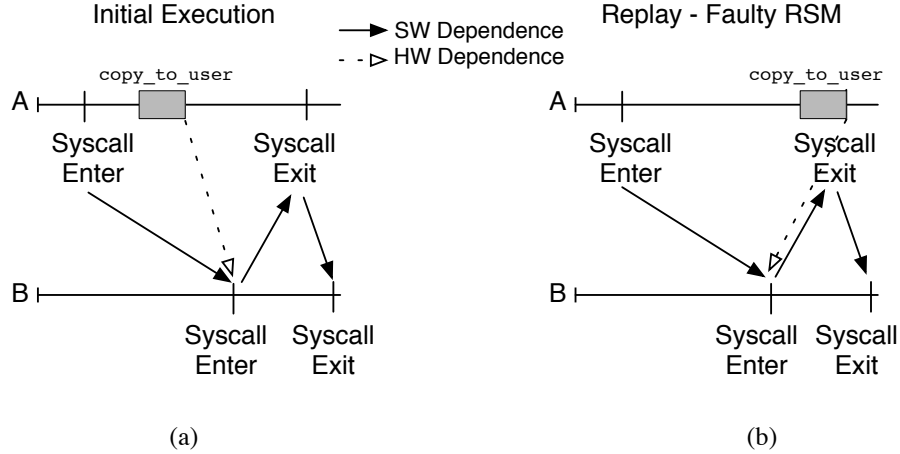 Initial Execution
SW Dependence
HW Dependence
Replay - Faulty RSM
copy_to_user
A
Syscall
Enter
Syscall
Exit
B
Syscall
Enter
Syscall
Exit
(a)
copy_to_user
A
Syscall
Enter
Syscall
Exit
B
Syscall
Enter
Syscall
Exit
(b)